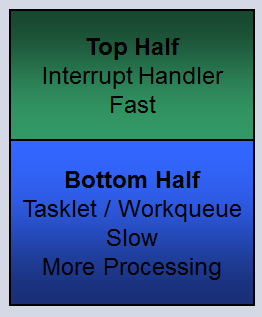 Top Half
Interrupt Handler
Fast
Bottom Half
Tasklet / Workqueue
Slow
More Processing